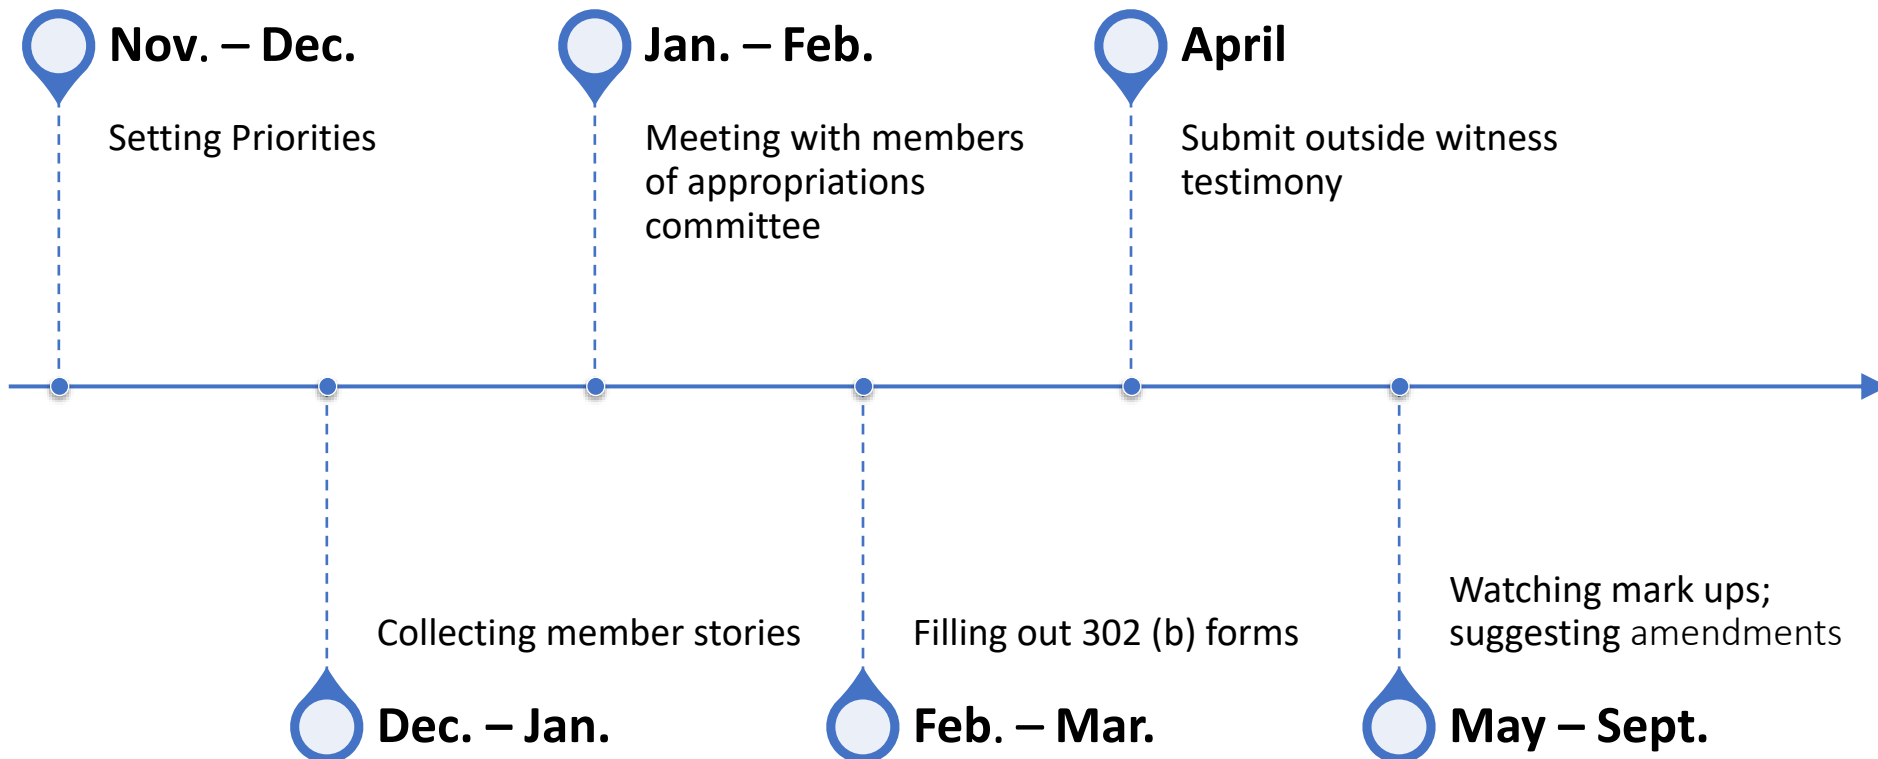 Nov. – Dec.
Setting Priorities
Jan. – Feb.
Meeting with members
of appropriations
committee
April
Submit outside witness
testimony
Collecting member stories
Dec. – Jan.
Filling out 302 (b) forms
Feb. – Mar.
Watching mark ups;
suggesting amendments
May – Sept.